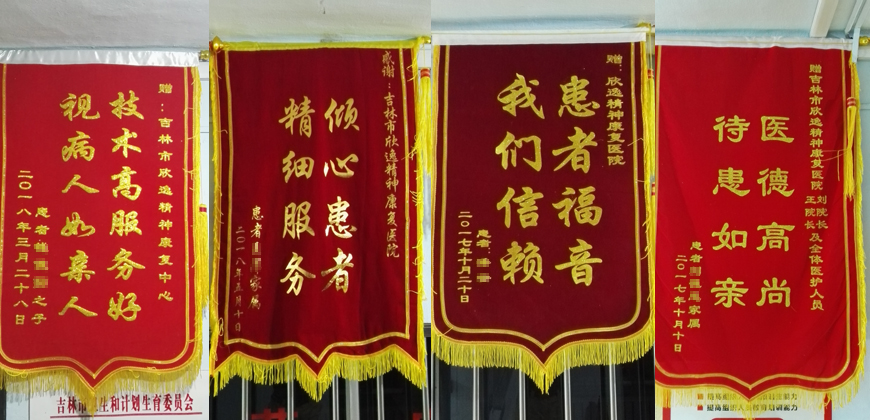 赠：吉林市欣逸精神康复中心
技术高服务好
视病人如亲人
患者
之子
二〇一八年三月二十八日
感谢：吉林市欣逸精神康复医院
倾心患者
精细服务
患者
家属
二〇一八年五月十日
赠：欣逸精神康复医院
患者福音
我们信赖
患者：
二〇一七年十月二十日
赠吉林市欣逸精神康复医院
刘院长
王院长
及全体医护人员
医德高尚
待患如亲
患者
家属
二〇一七年十月十日
吉林市
生和计划生育委员会